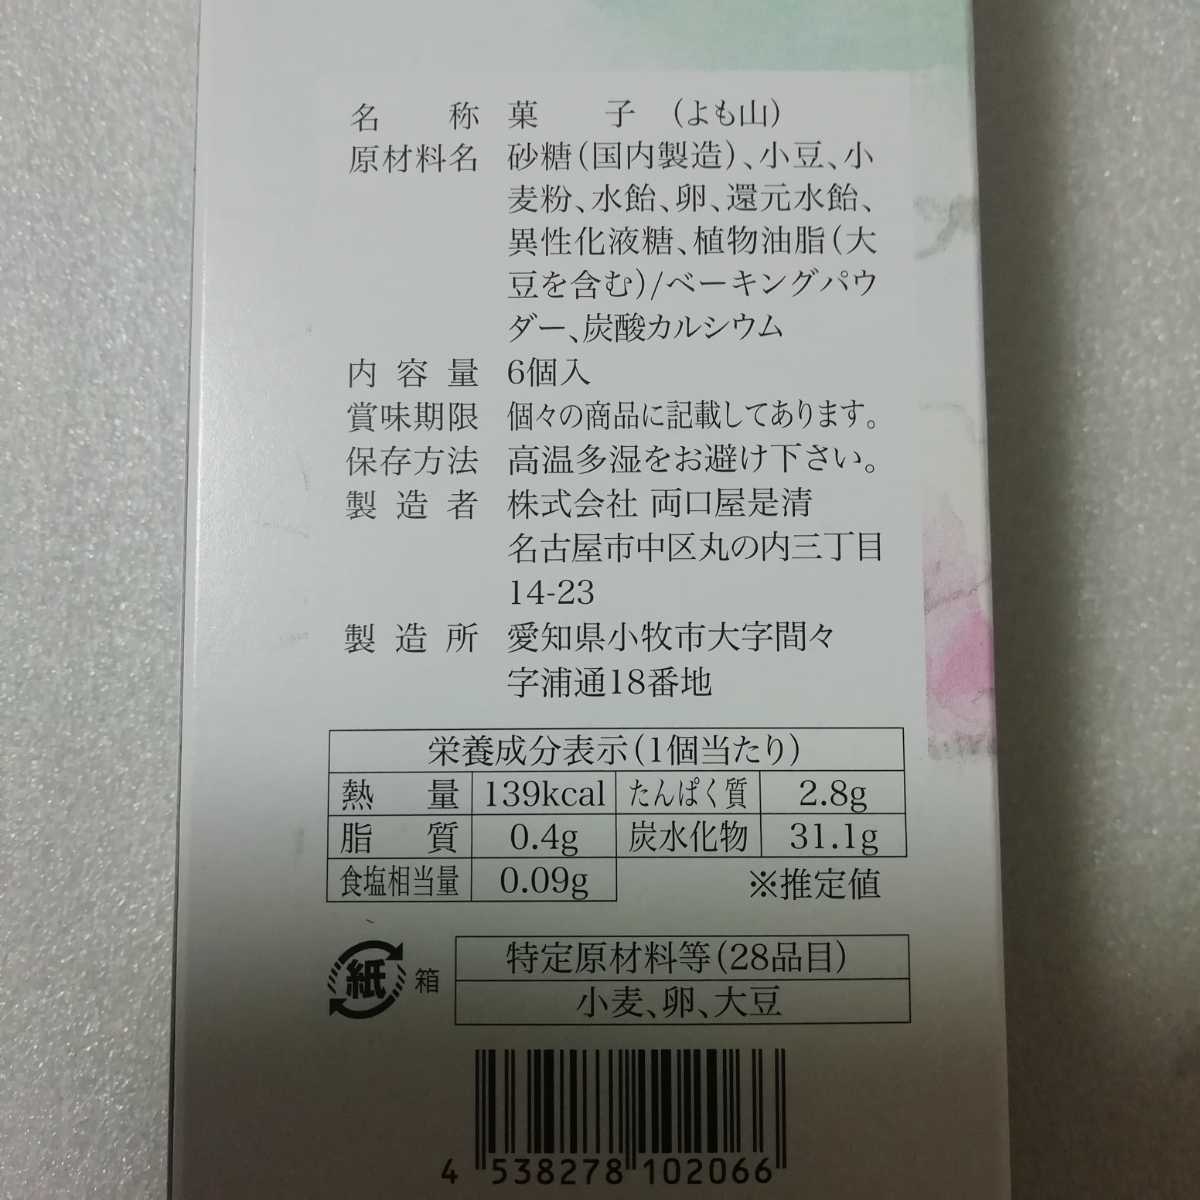 名称 菓子 (よも山)
原材料名 砂糖(国内製造)、小豆、小
麦粉、水飴、卵、還元水飴、
異性化液糖、植物油脂(大
豆を含む)/ベーキングパウ
ダー、炭酸カルシウム
内容量 6個入
賞味期限 個々の商品に記載してあります。
保存方法 高温多湿をお避け下さい。
製造者 株式会社 両口屋是清
名古屋市中区丸の内三丁目
14-23
製造所 愛知県小牧市大字間々
字浦通18番地
栄養成分表示(1個当たり)
熱量 139kcal たんぱく質 2.8g
脂質 0.4g 炭水化物 31.1g
食塩相当量 0.09g ※推定値
紙 箱
特定原材料等(28品目)
小麦、卵、大豆
4 538278 102066